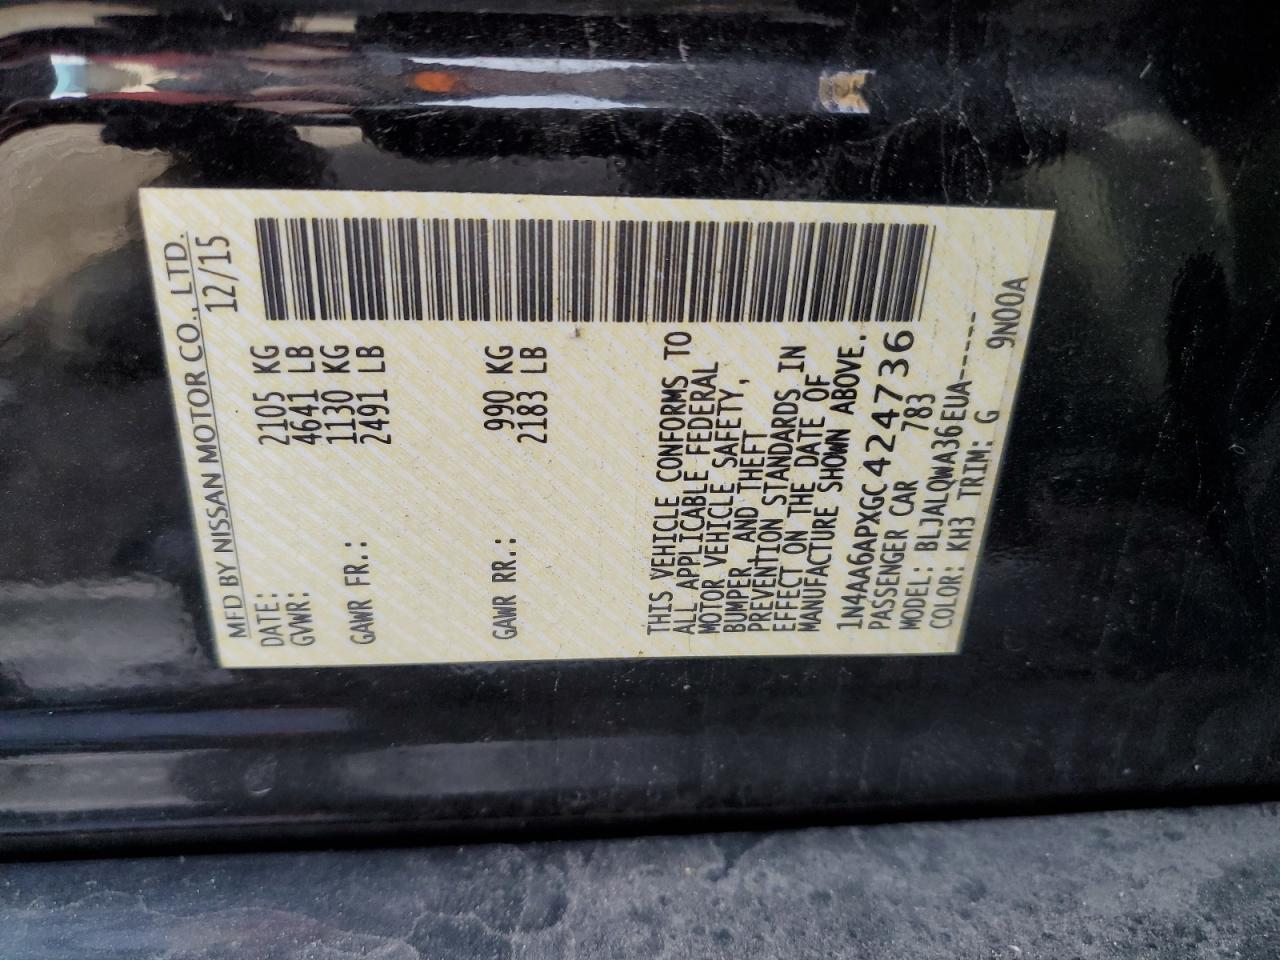 MFD BY NISSAN MOTOR CO., LTD.
DATE: 12/15
GVWR: 2105 KG
4641 LB
GAWR FR.: 1130 KG
2491 LB
GAWR RR.: 990 KG
2183 LB
THIS VEHICLE CONFORMS TO
ALL APPLICABLE FEDERAL
MOTOR VEHICLE SAFETY,
BUMPER, AND THEFT
PREVENTION STANDARDS IN
EFFECT ON THE DATE OF
MANUFACTURE SHOWN ABOVE.
1N4AA6APXGC424736
PASSENGER CAR 783
MODEL: BLJALQWA36EUA-----
COLOR: KH3 TRIM: G 9N00A